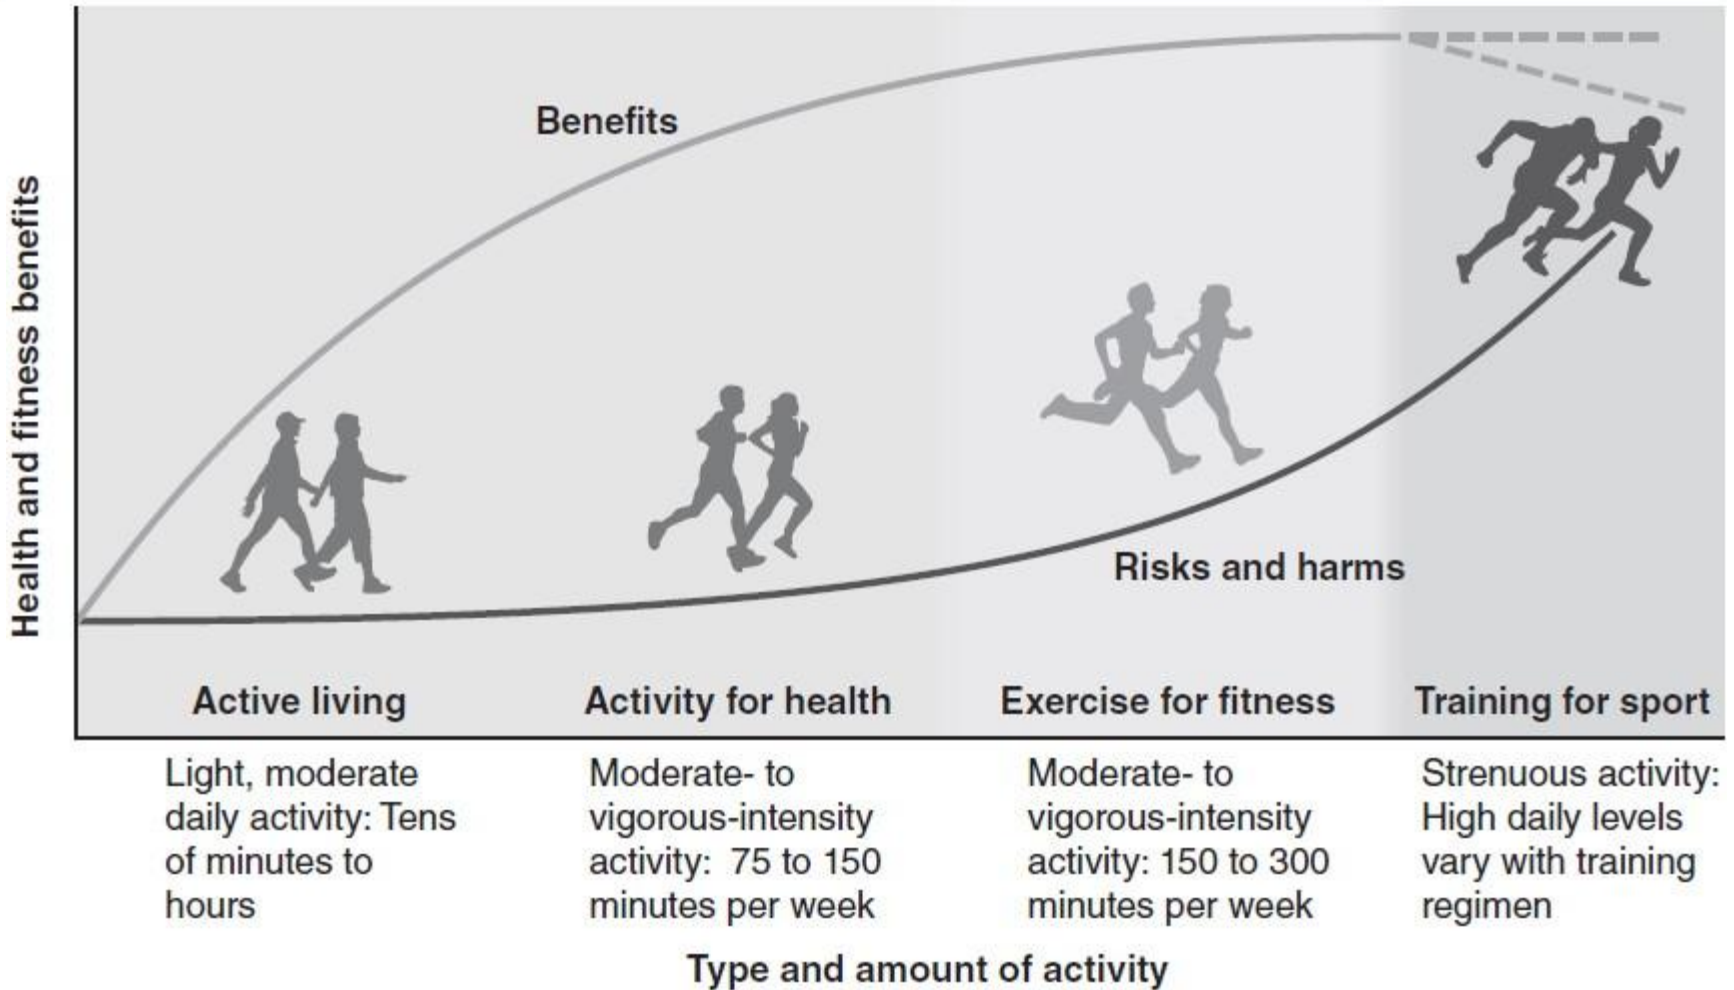 Health and fitness benefits
Benefits
Risks and harms
Active living
Light, moderate
daily activity: Tens
of minutes to
hours
Activity for health
Moderate- to
vigorous-intensity
activity: 75 to 150
minutes per week
Exercise for fitness
Moderate- to
vigorous-intensity
activity: 150 to 300
minutes per week
Training for sport
Strenuous activity:
High daily levels
vary with training
regimen
Type and amount of activity